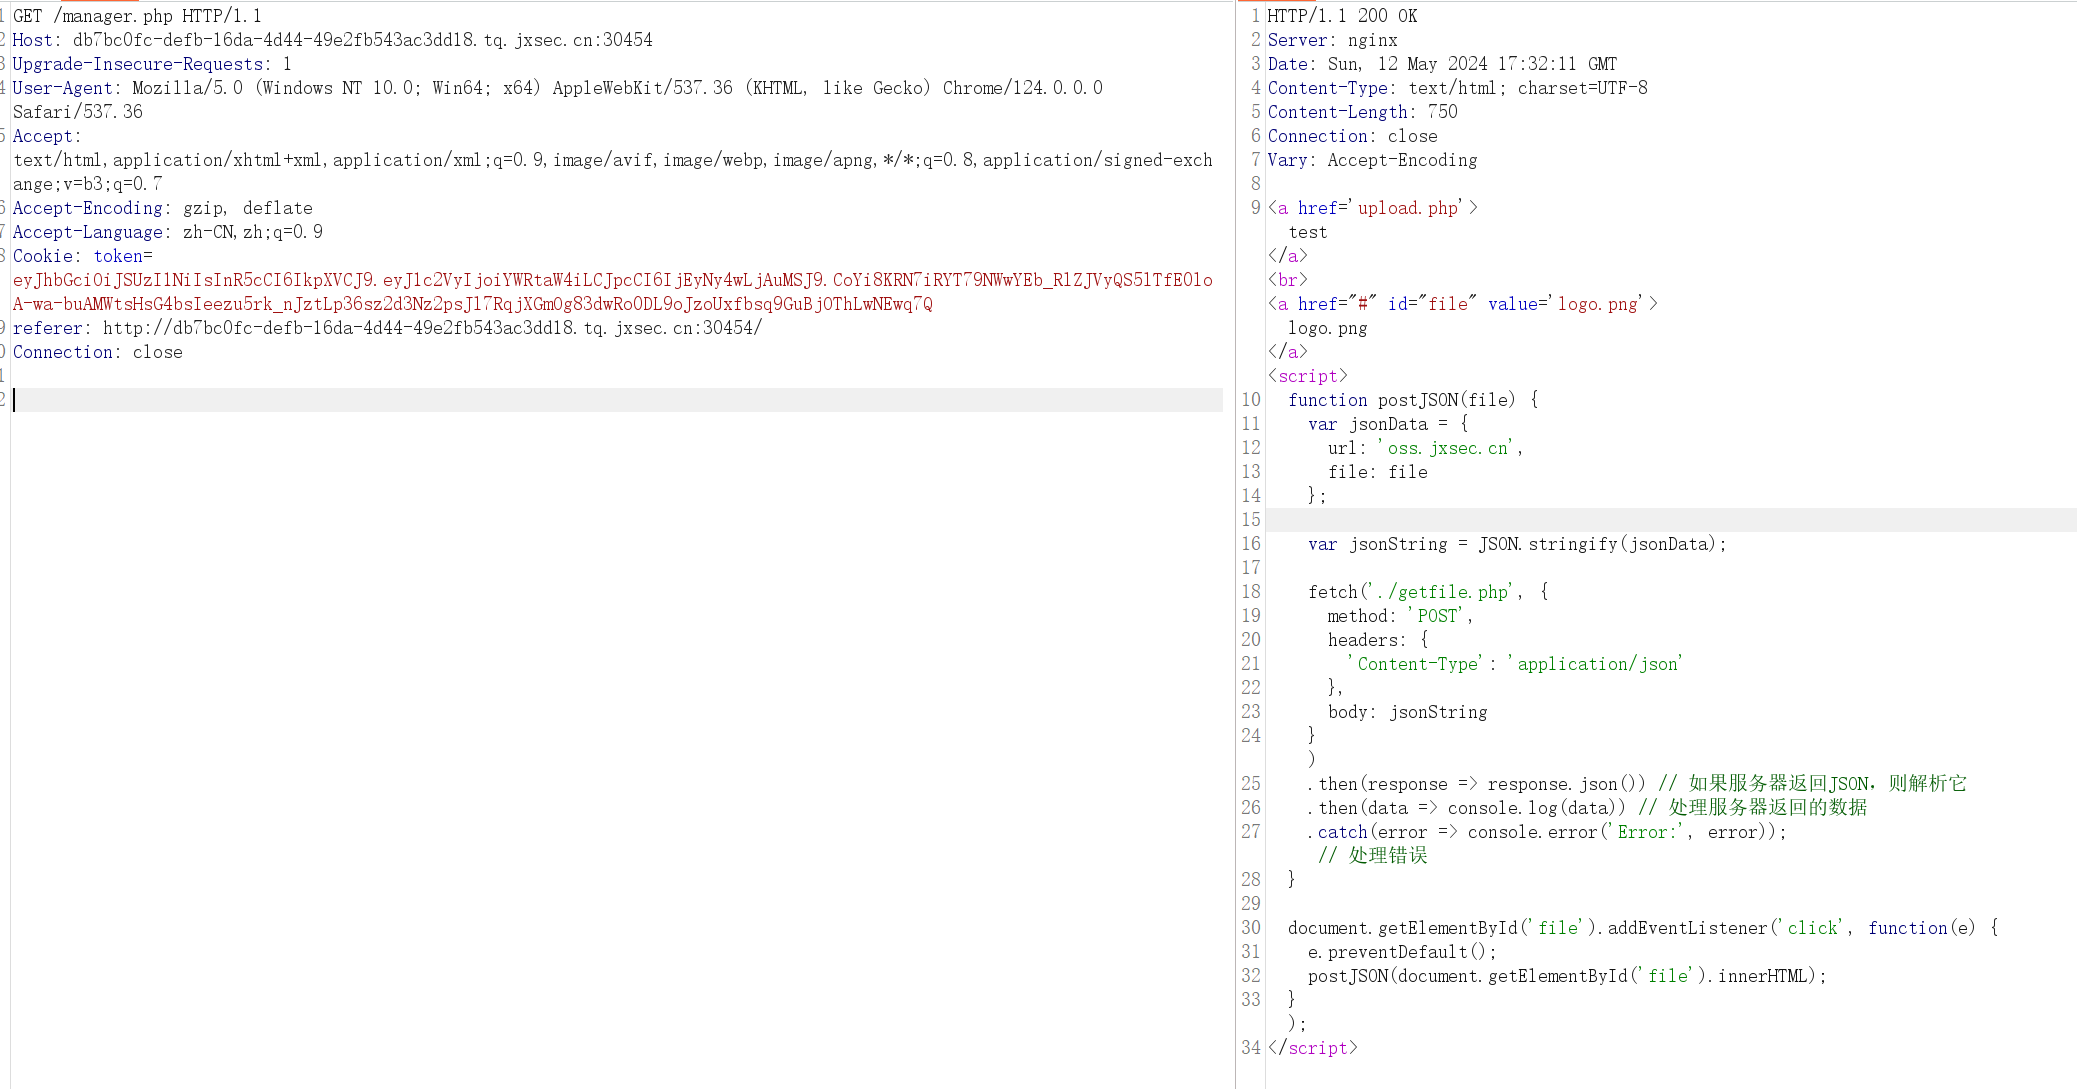 1 GET /manager.php HTTP/1.1
2 Host: db7bc0fc-defb-16da-4d44-49e2fb543ac3dd18.tq.jxsec.cn:30454
3 Upgrade-Insecure-Requests: 1
4 User-Agent: Mozilla/5.0 (Windows NT 10.0; Win64; x64) AppleWebKit/537.36 (KHTML, like Gecko) Chrome/124.0.0.0
Safari/537.36
5 Accept:
text/html,application/xhtml+xml,application/xml;q=0.9,image/avif,image/webp,image/apng,*/*;q=0.8,application/signed-exch
ange;v=b3;q=0.7
6 Accept-Encoding: gzip, deflate
7 Accept-Language: zh-CN,zh;q=0.9
8 Cookie: token=
eyJhbGciOiJSUzI1NiIsInR5cCI6IkpXVCJ9.eyJ1c2VyIjoiYWRtaW4iLCJpcCI6IjEyNy4wLjAuMSJ9.CoYi8KRN7iRYT79NWwYEb_RlZJVyQS5lTfE0lo
A-wa-buAMWtsHsG4bsIeezu5rk_nJztLp36sz2d3Nz2psJl7RqjXGmOg83dwRo0DL9oJzoUxfbsq9GuBj0ThLwNEwq7Q
9 referer: http://db7bc0fc-defb-16da-4d44-49e2fb543ac3dd18.tq.jxsec.cn:30454/
0 Connection: close
1
2
1 HTTP/1.1 200 OK
2 Server: nginx
3 Date: Sun, 12 May 2024 17:32:11 GMT
4 Content-Type: text/html; charset=UTF-8
5 Content-Length: 750
6 Connection: close
7 Vary: Accept-Encoding
8
9 <a href='upload.php'>
test
</a>
<br>
<a href="#" id="file" value='logo.png'>
logo.png
</a>
<script>
10 function postJSON(file) {
11 var jsonData = {
12 url: 'oss.jxsec.cn',
13 file: file
14 };
15
16 var jsonString = JSON.stringify(jsonData);
17
18 fetch('./getfile.php', {
19 method: 'POST',
20 headers: {
21 'Content-Type': 'application/json'
22 },
23 body: jsonString
24 }
)
25 .then(response => response.json()) // 如果服务器返回JSON，则解析它
26 .then(data => console.log(data)) // 处理服务器返回的数据
27 .catch(error => console.error('Error:', error));
// 处理错误
28 }
29
30 document.getElementById('file').addEventListener('click', function(e) {
31 e.preventDefault();
32 postJSON(document.getElementById('file').innerHTML);
33 }
);
34 </script>